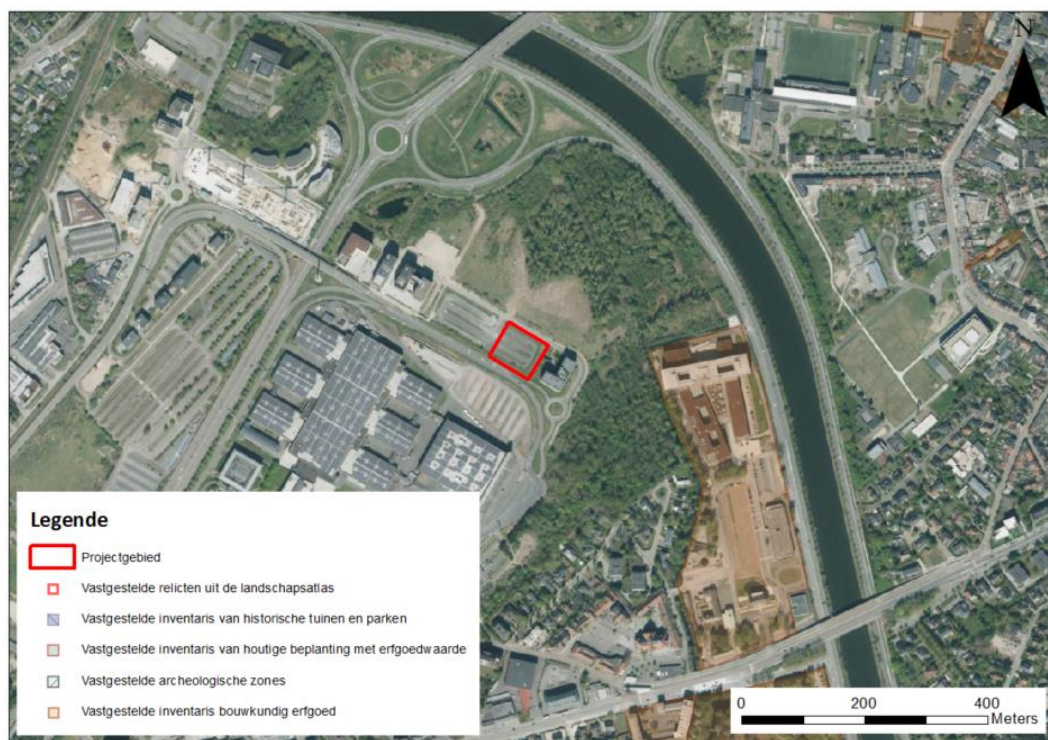 N
Legende
Projectgebied
Vastgestelde relicten uit de landschapsatlas
Vastgestelde inventaris van historische tuinen en parken
Vastgestelde inventaris van houtige beplanting met erfgoedwaarde
Vastgestelde archeologische zones
Vastgestelde inventaris bouwkundig erfgoed
0 200 400
Meters